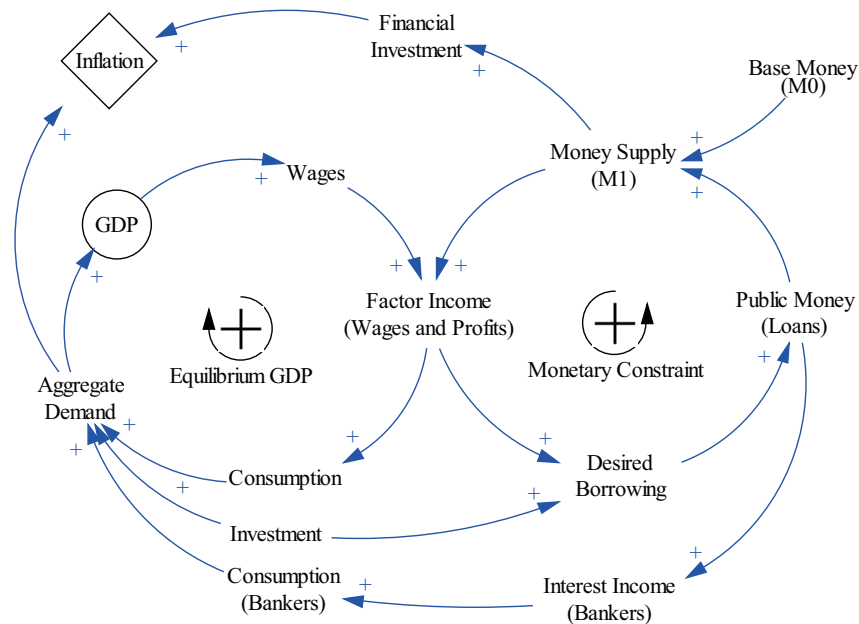 Financial
Investment
+
+
Inflation
Base Money
(M0)
+
+
Money Supply
(M1)
+
Wages
+
+
GDP
+
+
+
Factor Income
(Wages and Profits)
Public Money
(Loans)
+
+
Equilibrium GDP
Monetary Constraint
+
Aggregate
Demand
+
+
+
+
Consumption
+
Desired
Borrowing
+
Investment
+
Consumption
(Bankers)
+
Interest Income
(Bankers)